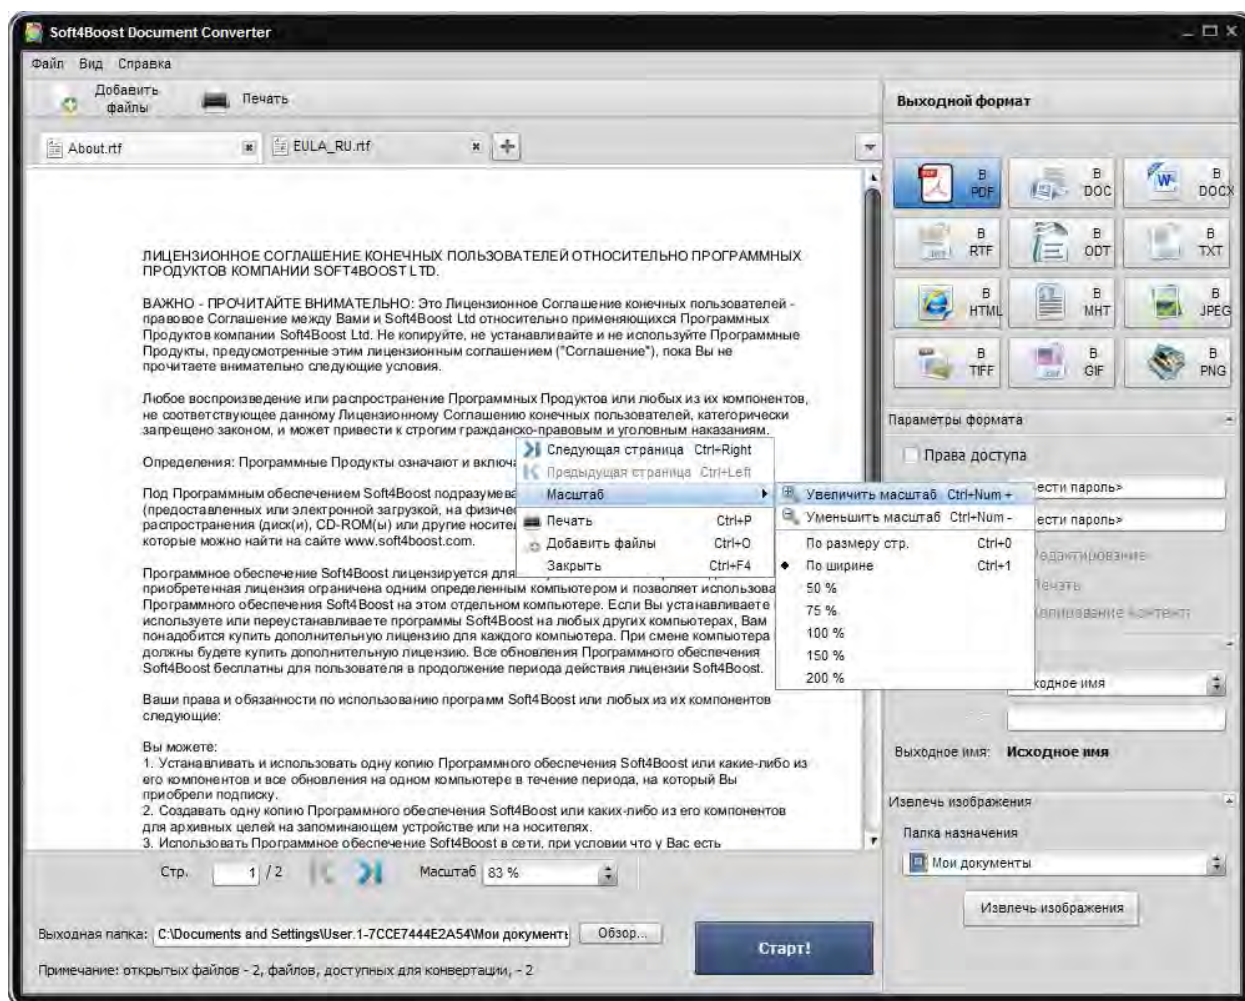 Soft4Boost Document Converter
Файл Вид Справка
Добавить
файлы
Печать
About.rtf
EULA_RU.rtf
ЛИЦЕНЗИОННОЕ СОГЛАШЕНИЕ КОНЕЧНЫХ ПОЛЬЗОВАТЕЛЕЙ ОТНОСИТЕЛЬНО ПРОГРАММНЫХ
ПРОДУКТОВ КОМПАНИИ SOFT4BOOST LTD.
ВАЖНО - ПРОЧИТАЙТЕ ВНИМАТЕЛЬНО: Это Лицензионное Соглашение конечных пользователей -
правовое Соглашение между Вами и Soft4Boost Ltd относительно применяющихся Программных
Продуктов компании Soft4Boost Ltd. Не копируйте, не устанавливайте и не используйте Программные
Продукты, предусмотренные этим лицензионным соглашением ("Соглашение"), пока Вы не
прочитаете внимательно следующие условия.
Любое воспроизведение или распространение Программных Продуктов или любых из их компонентов,
не соответствующее данному Лицензионному Соглашению конечных пользователей, категорически
запрещено законом, и может привести к строгим гражданско-правовым и уголовным наказаниям.
Определения: Программные Продукты означают и включа
Под Программным обеспечением Soft4Boost подразумева
(предоставленных или электронной загрузкой, на физичес
распространения (диск(и), CD-ROM(ы) или другие носител
которые можно найти на сайте www.soft4boost.com.
Программное обеспечение Soft4Boost лицензируется для
приобретенная лицензия ограничена одним определенным компьютером и позволяет использова
Программного обеспечения Soft4Boost на этом отдельном компьютере. Если Вы устанавливаете
используете или переустанавливаете программы Soft4Boost на любых других компьютерах, Вам
понадобится купить дополнительную лицензию для каждого компьютера. При смене компьютера
должны будете купить дополнительную лицензию. Все обновления Программного обеспечения
Soft4Boost бесплатны для пользователя в продолжение периода действия лицензии Soft4Boost.
Ваши права и обязанности по использованию программ Soft4Boost или любых из их компонентов
следующие:
Вы можете:
1. Устанавливать и использовать одну копию Программного обеспечения Soft4Boost или какие-либо из
его компонентов и все обновления на одном компьютере в течение периода, на который Вы
приобрели подписку.
2. Создавать одну копию Программного обеспечения Soft4Boost или каких-либо из его компонентов
для архивных целей на запоминающем устройстве или на носителях.
3. Использовать Программное обеспечение Soft4Boost в сети, при условии что у Вас есть
Следующая страница Ctrl+Right
Предыдущая страница Ctrl+Left
Масштаб
Печать Ctrl+P
Добавить файлы Ctrl+O
Закрыть Ctrl+F4
Увеличить масштаб Ctrl+Num +
Уменьшить масштаб Ctrl+Num -
По размеру стр. Ctrl+0
По ширине Ctrl+1
50 %
75 %
100 %
150 %
200 %
Стр. 1 / 2 Масштаб 83 %
Выходная папка: C:\Documents and Settings\User.1-7CCE7444E2A54\Мои документы Обзор...
Старт!
Примечание: открытых файлов - 2, файлов, доступных для конвертации, - 2
Выходной формат
В PDF
В DOC
В DOCX
В RTF
В ODT
В TXT
В HTML
В MHT
В JPEG
В TIFF
В GIF
В PNG
Параметры формата
Права доступа
ести пароль>
ести пароль>
Редактирование
Печать
Копирование контент
ходное имя
Выходное имя: Исходное имя
Извлечь изображения
Папка назначения
Мои документы
Извлечь изображения